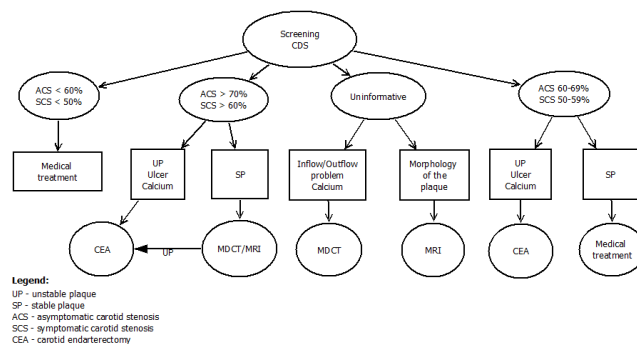 Screening
CDS
ACS < 60%
SCS < 50%
ACS > 70%
SCS > 60%
Uninformative
ACS 60-69%
SCS 50-59%
Medical
treatment
UP
Ulcer
Calcium
SP
Inflow/Outflow
problem
Calcium
Morphology
of the
plaque
UP
Ulcer
Calcium
SP
CEA
UP
MDCT/MRI
MDCT
MRI
CEA
Medical
treatment
Legend:
UP - unstable plaque
SP - stable plaque
ACS - asymptomatic carotid stenosis
SCS - symptomatic carotid stenosis
CEA - carotid endarterectomy